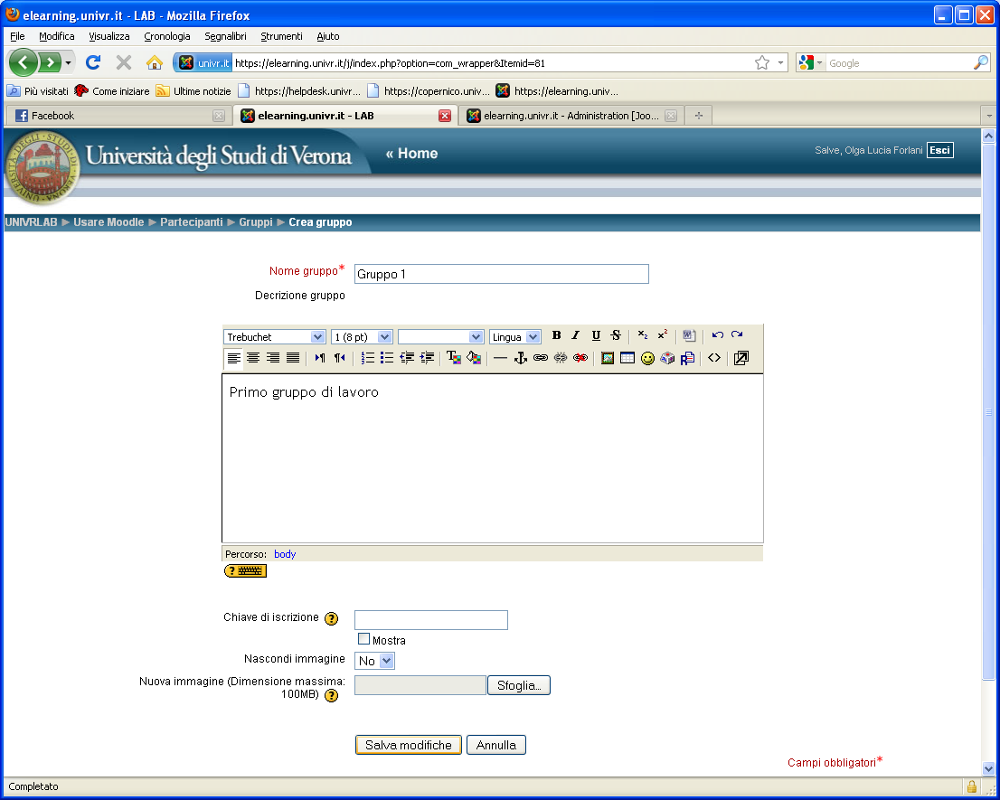 elearning.univr.it - LAB - Mozilla Firefox
File Modifica Visualizza Cronologia Segnalibri Strumenti Aiuto
univr.it https://elearning.univr.it/j/index.php?option=com_wrapper&Itemid=81 Google
Più visitati Come iniziare Ultime notizie https://helpdesk.univr... https://copernico.univ... https://elearning.univ...
Facebook elearning.univr.it - LAB elearning.univr.it - Administration [Joo...
Università degli Studi di Verona « Home Salve, Olga Lucia Forlani Esci
UNIVRLAB ► Usare Moodle ► Partecipanti ► Gruppi ► Crea gruppo
Nome gruppo* Gruppo 1
Decrizione gruppo
Trebuchet 1 (8 pt) Lingua B I U S x₂ x²
Primo gruppo di lavoro
Percorso: body
Chiave di iscrizione ?
Mostra
Nascondi immagine No
Nuova immagine (Dimensione massima:
100MB) ? Sfoglia...
Salva modifiche Annulla
Campi obbligatori*
Completato